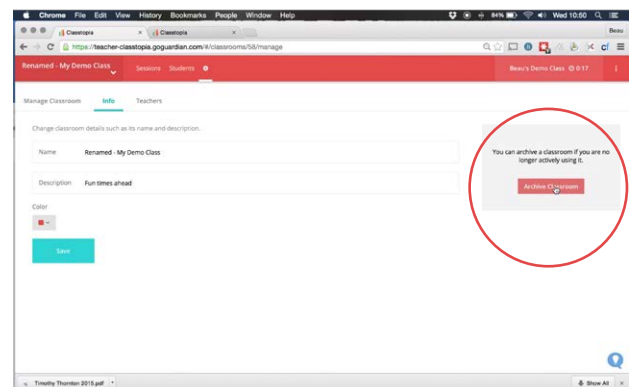 Chrome File Edit View History Bookmarks People Window Help 84% Wed 10:50
Classtopia Classtopia Beau
https://teacher-classtopia.goguardian.com/#/classrooms/58/manage
Renamed - My Demo Class Sessions Students Beau's Demo Class 0:17
Manage Classroom Info Teachers
Change classroom details such as its name and description.
Name Renamed - My Demo Class
Description Fun times ahead
Color
Save
You can archive a classroom if you are no
longer actively using it.
Archive Classroom
Timothy Thornton 2015.pdf Show All